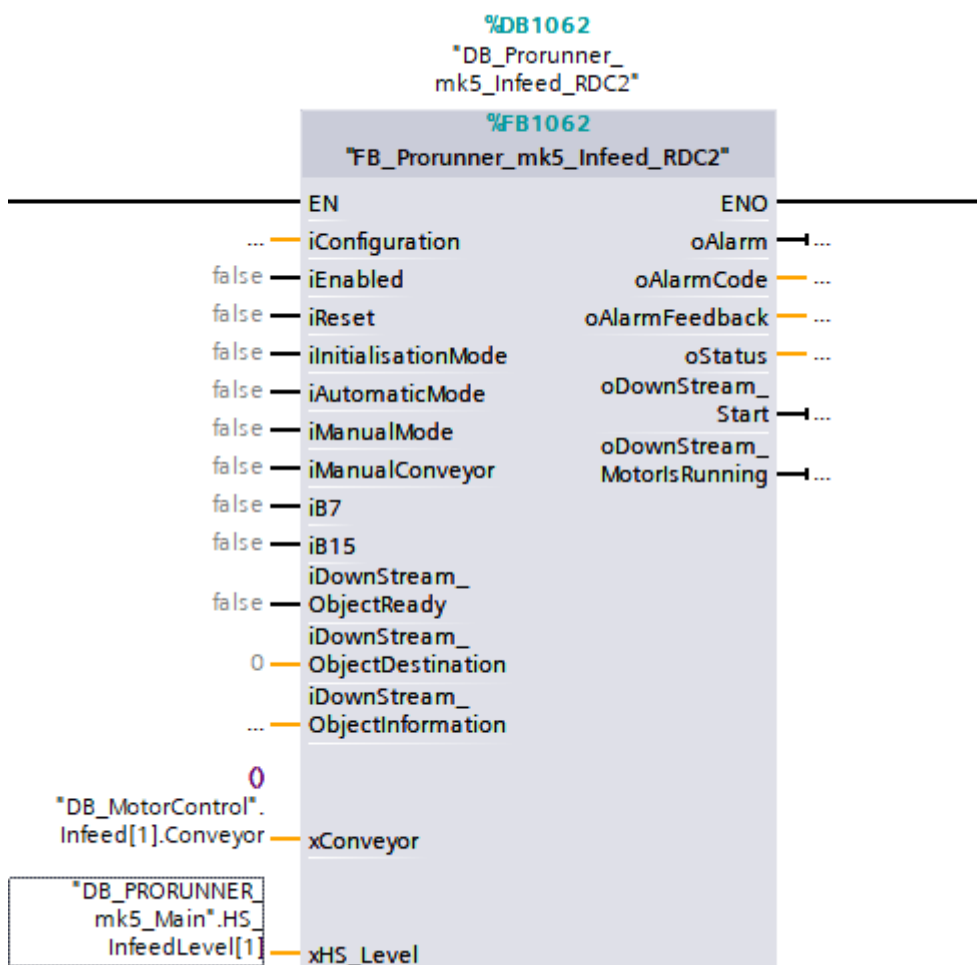 %DB1062
"DB_Prorunner_
mk5_Infeed_RDC2"
%FB1062
"FB_Prorunner_mk5_Infeed_RDC2"
EN
ENO
... iConfiguration
oAlarm ...
false iEnabled
oAlarmCode ...
false iReset
oAlarmFeedback ...
false iInitialisationMode
oStatus ...
false iAutomaticMode
oDownStream_
Start ...
false iManualMode
oDownStream_
MotorIsRunning ...
false iManualConveyor
false iB7
false iB15
iDownStream_
false ObjectReady
iDownStream_
0 ObjectDestination
iDownStream_
... ObjectInformation
()
"DB_MotorControl".
Infeed[1].Conveyor xConveyor
"DB_PRORUNNER_
mk5_Main".HS_
InfeedLevel[1] xHS_Level